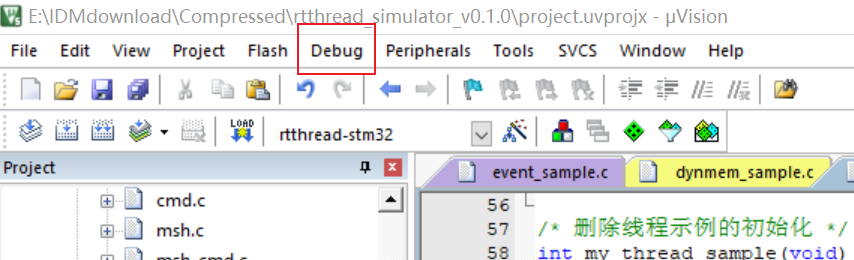 E:\IDMdownload\Compressed\rtthread_simulator_v0.1.0\project.uvprojx - µVision
File Edit View Project Flash Debug Peripherals Tools SVCS Window Help
LOAD rtthread-stm32
Project
event_sample.c dynmem_sample.c
cmd.c
msh.c
msh_cmd.c
56
57 /* 删除线程示例的初始化 */
58 int my_thread_sample(void)